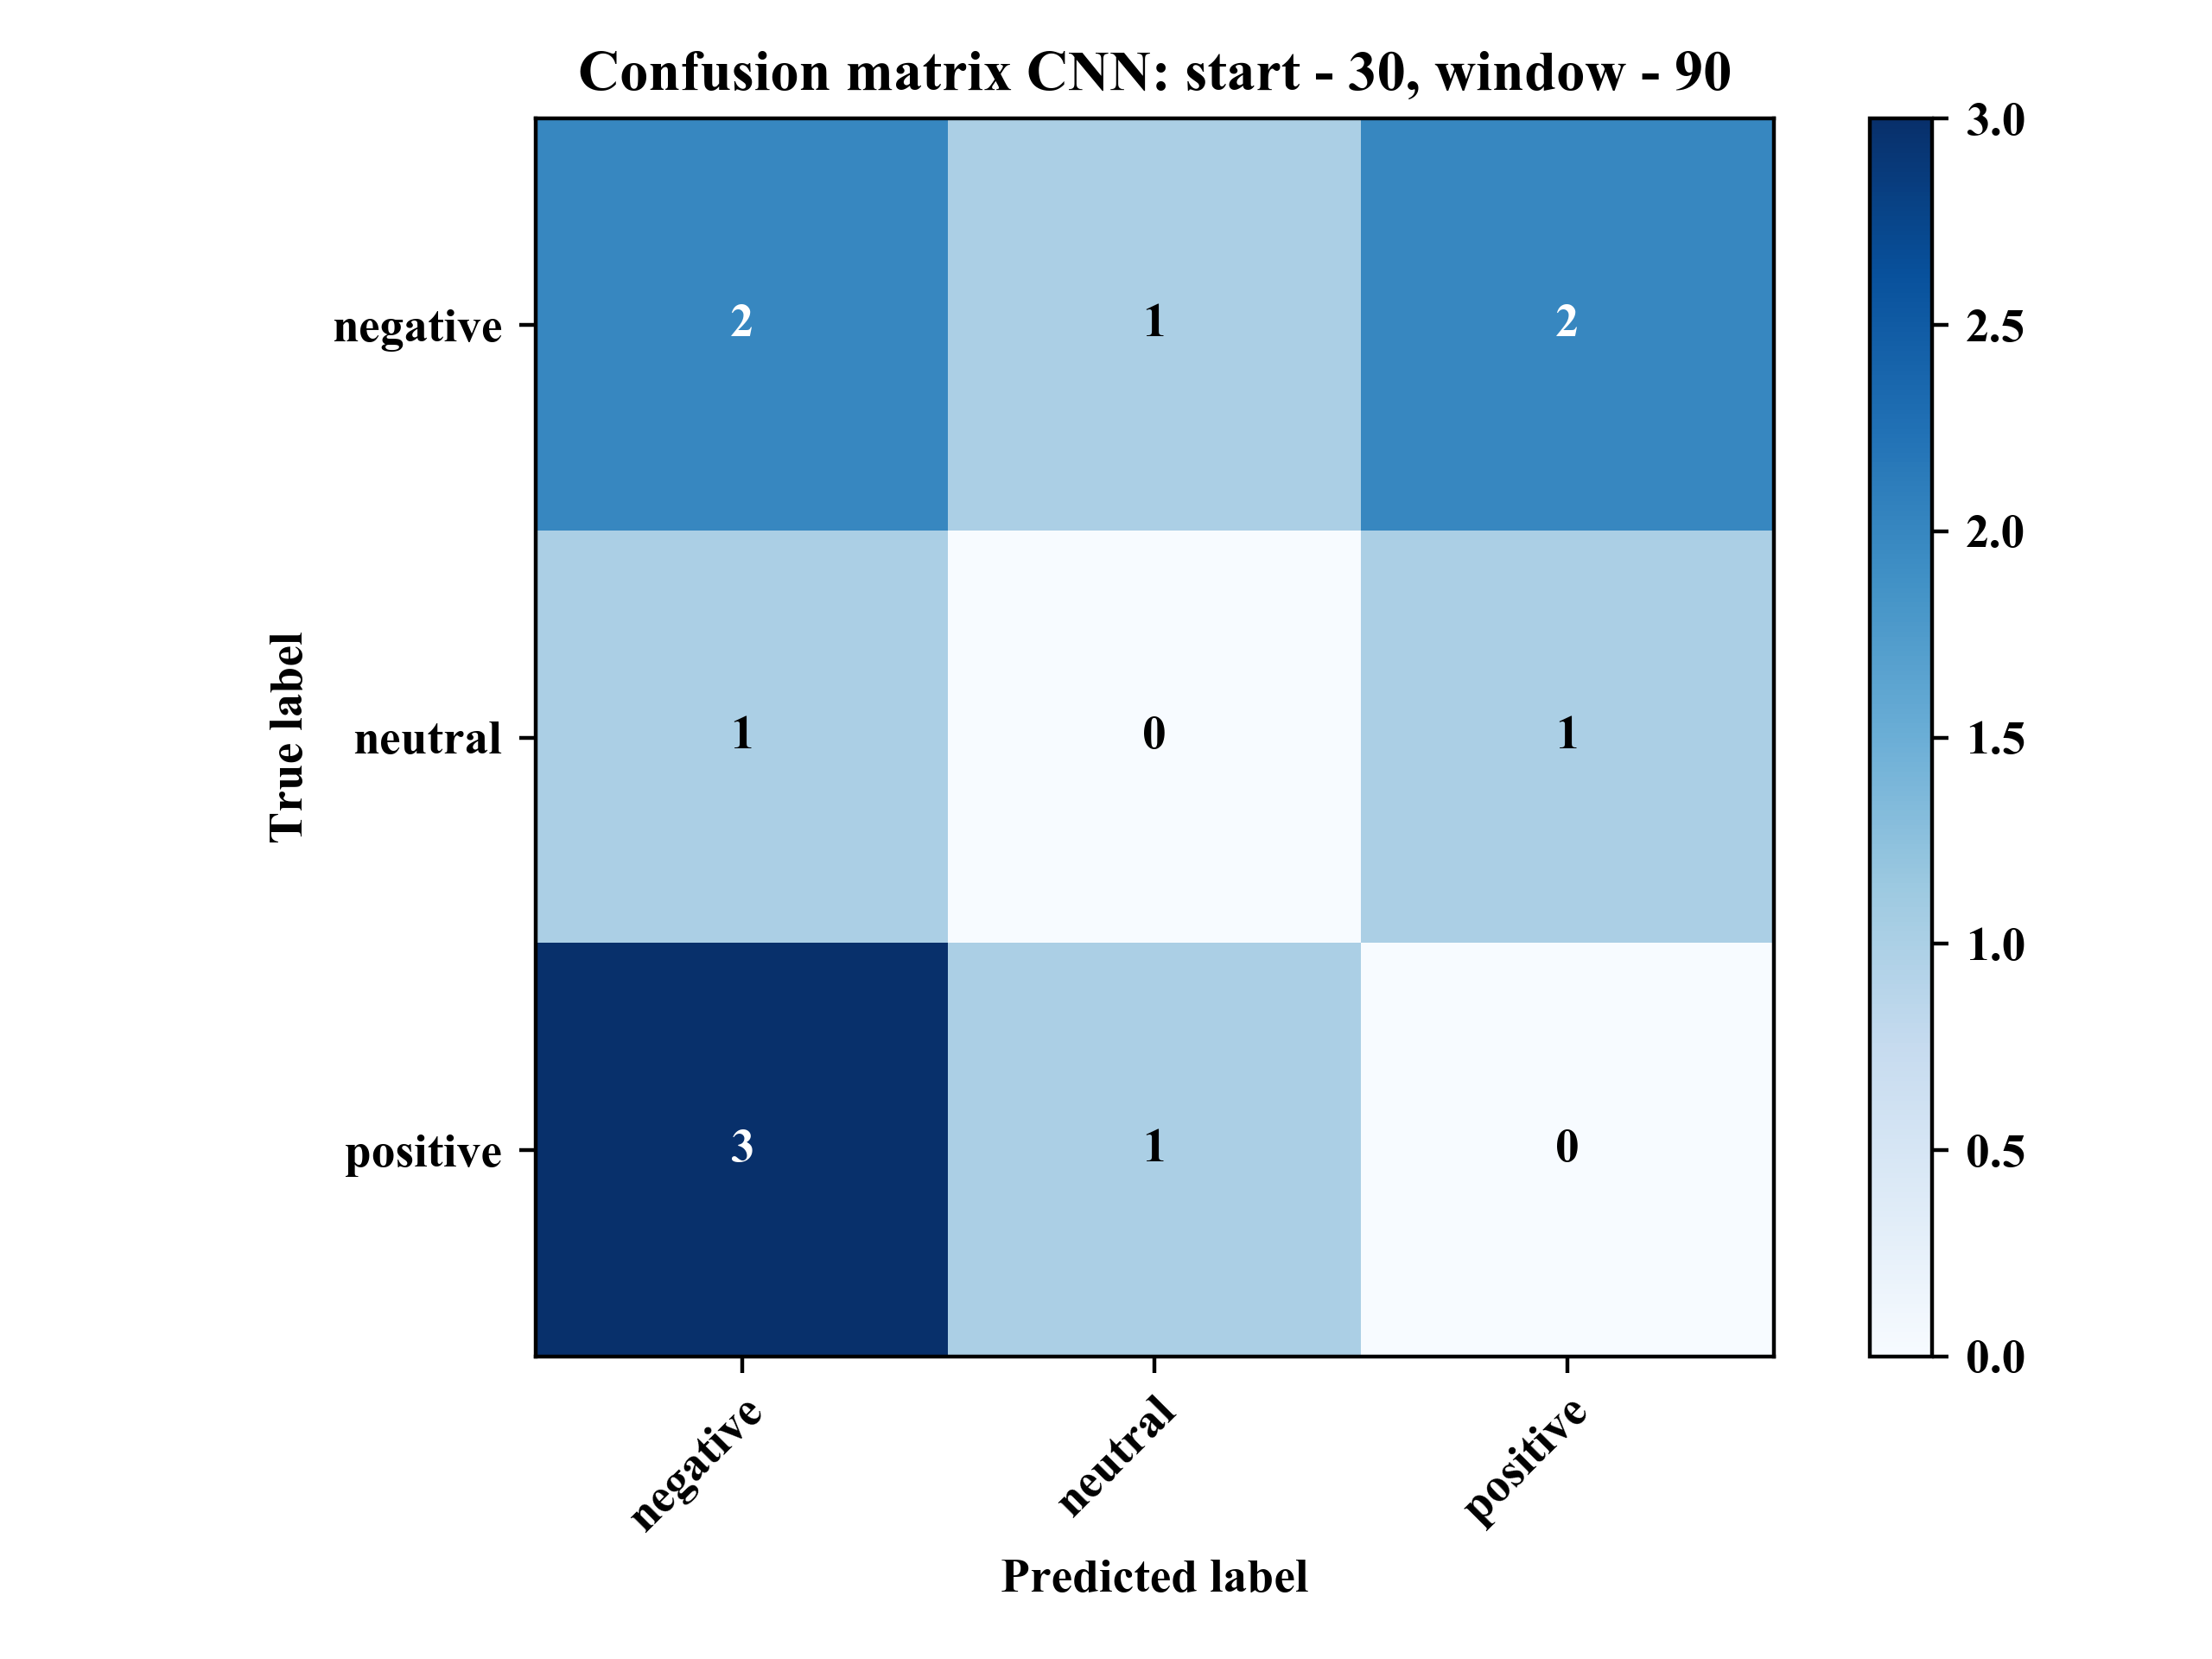 Confusion matrix CNN: start - 30, window - 90
3.0
negative 2 1 2 2.5
2.0
True label
neutral 1 0 1 1.5
1.0
positive 3 1 0 0.5
0.0
negative neutral positive
Predicted label